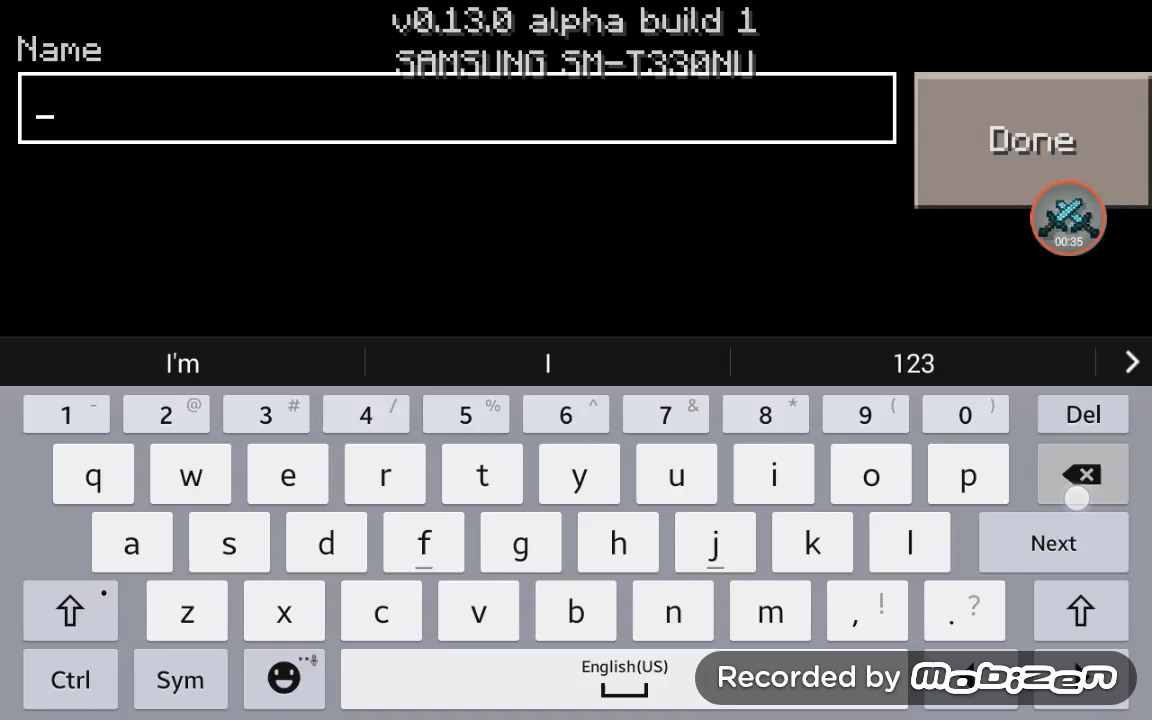 v0.13.0 alpha build 1
Name
SAMSUNG SM-T330NU
_
Done
00:35
I'm I 123
1 - 2 @ 3 # 4 / 5 % 6 ^ 7 & 8 * 9 ( 0 ) Del
q w e r t y u i o p
a s d f g h j k l Next
z x c v b n m , ! . ?
Ctrl Sym English(US)
Recorded by mobizen